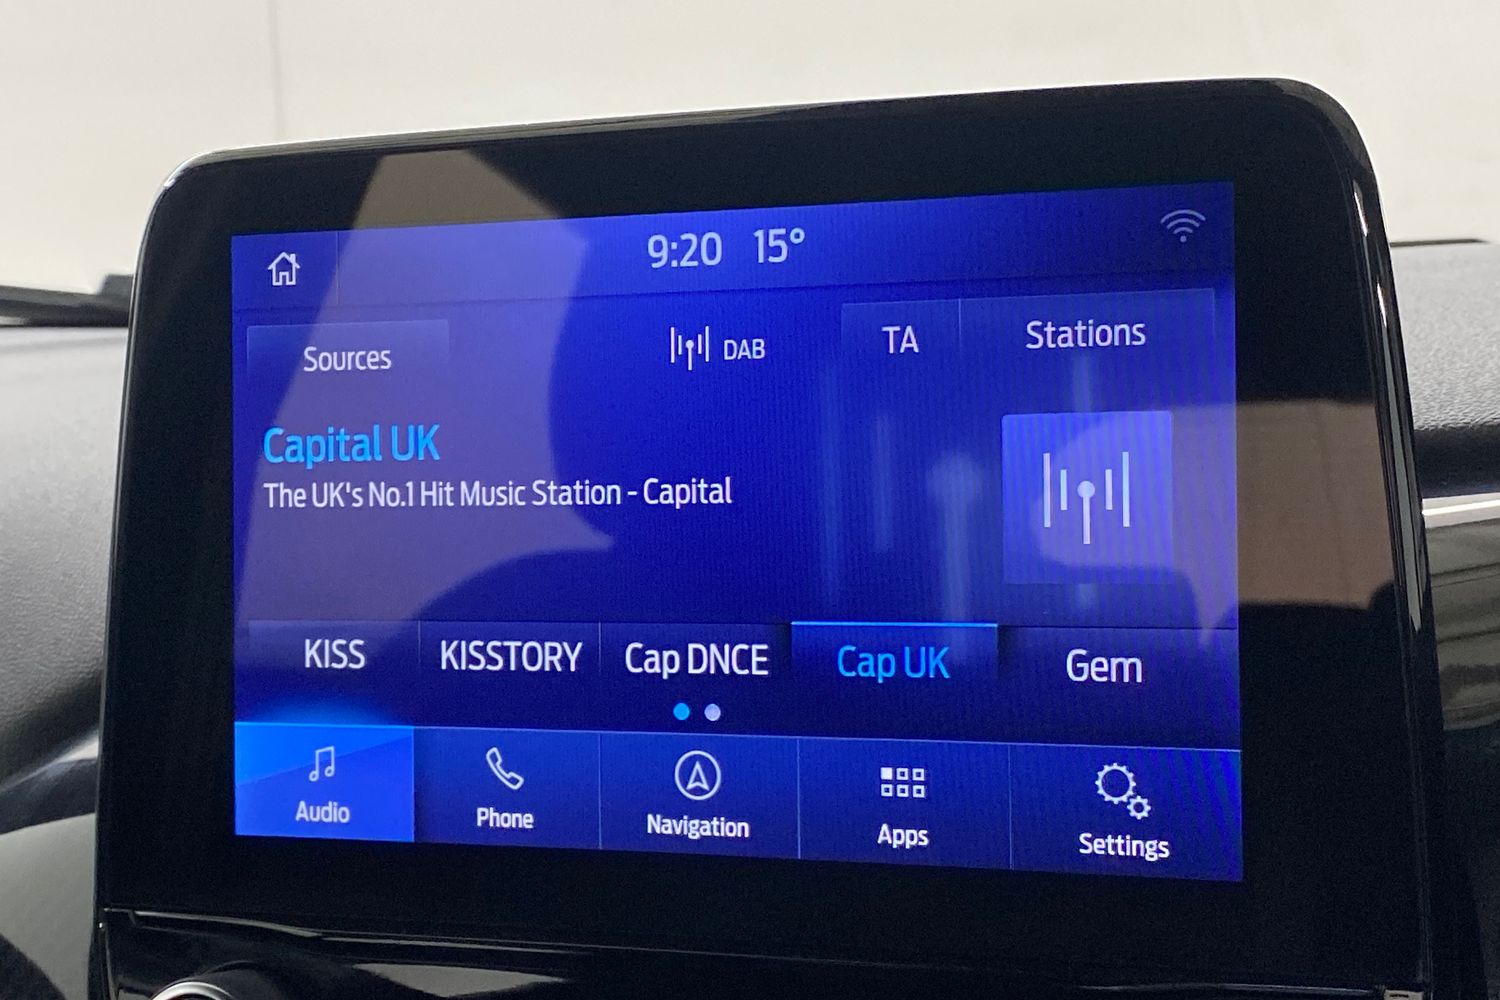 9:20 15°
Sources
DAB
TA
Stations
Capital UK
The UK's No.1 Hit Music Station - Capital
KISS
KISSTORY
Cap DNCE
Cap UK
Gem
Audio
Phone
Navigation
Apps
Settings